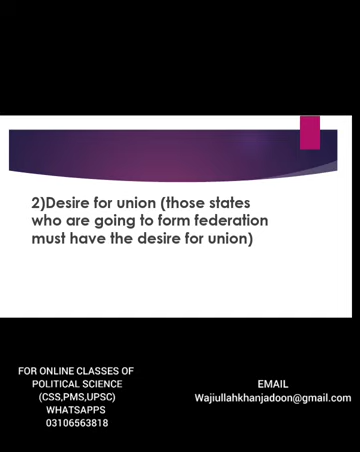 2)Desire for union (those states
who are going to form federation
must have the desire for union)
FOR ONLINE CLASSES OF
POLITICAL SCIENCE
(CSS,PMS,UPSC)
WHATSAPPS
03106563818
EMAIL
Wajiullahkhanjadoon@gmail.com